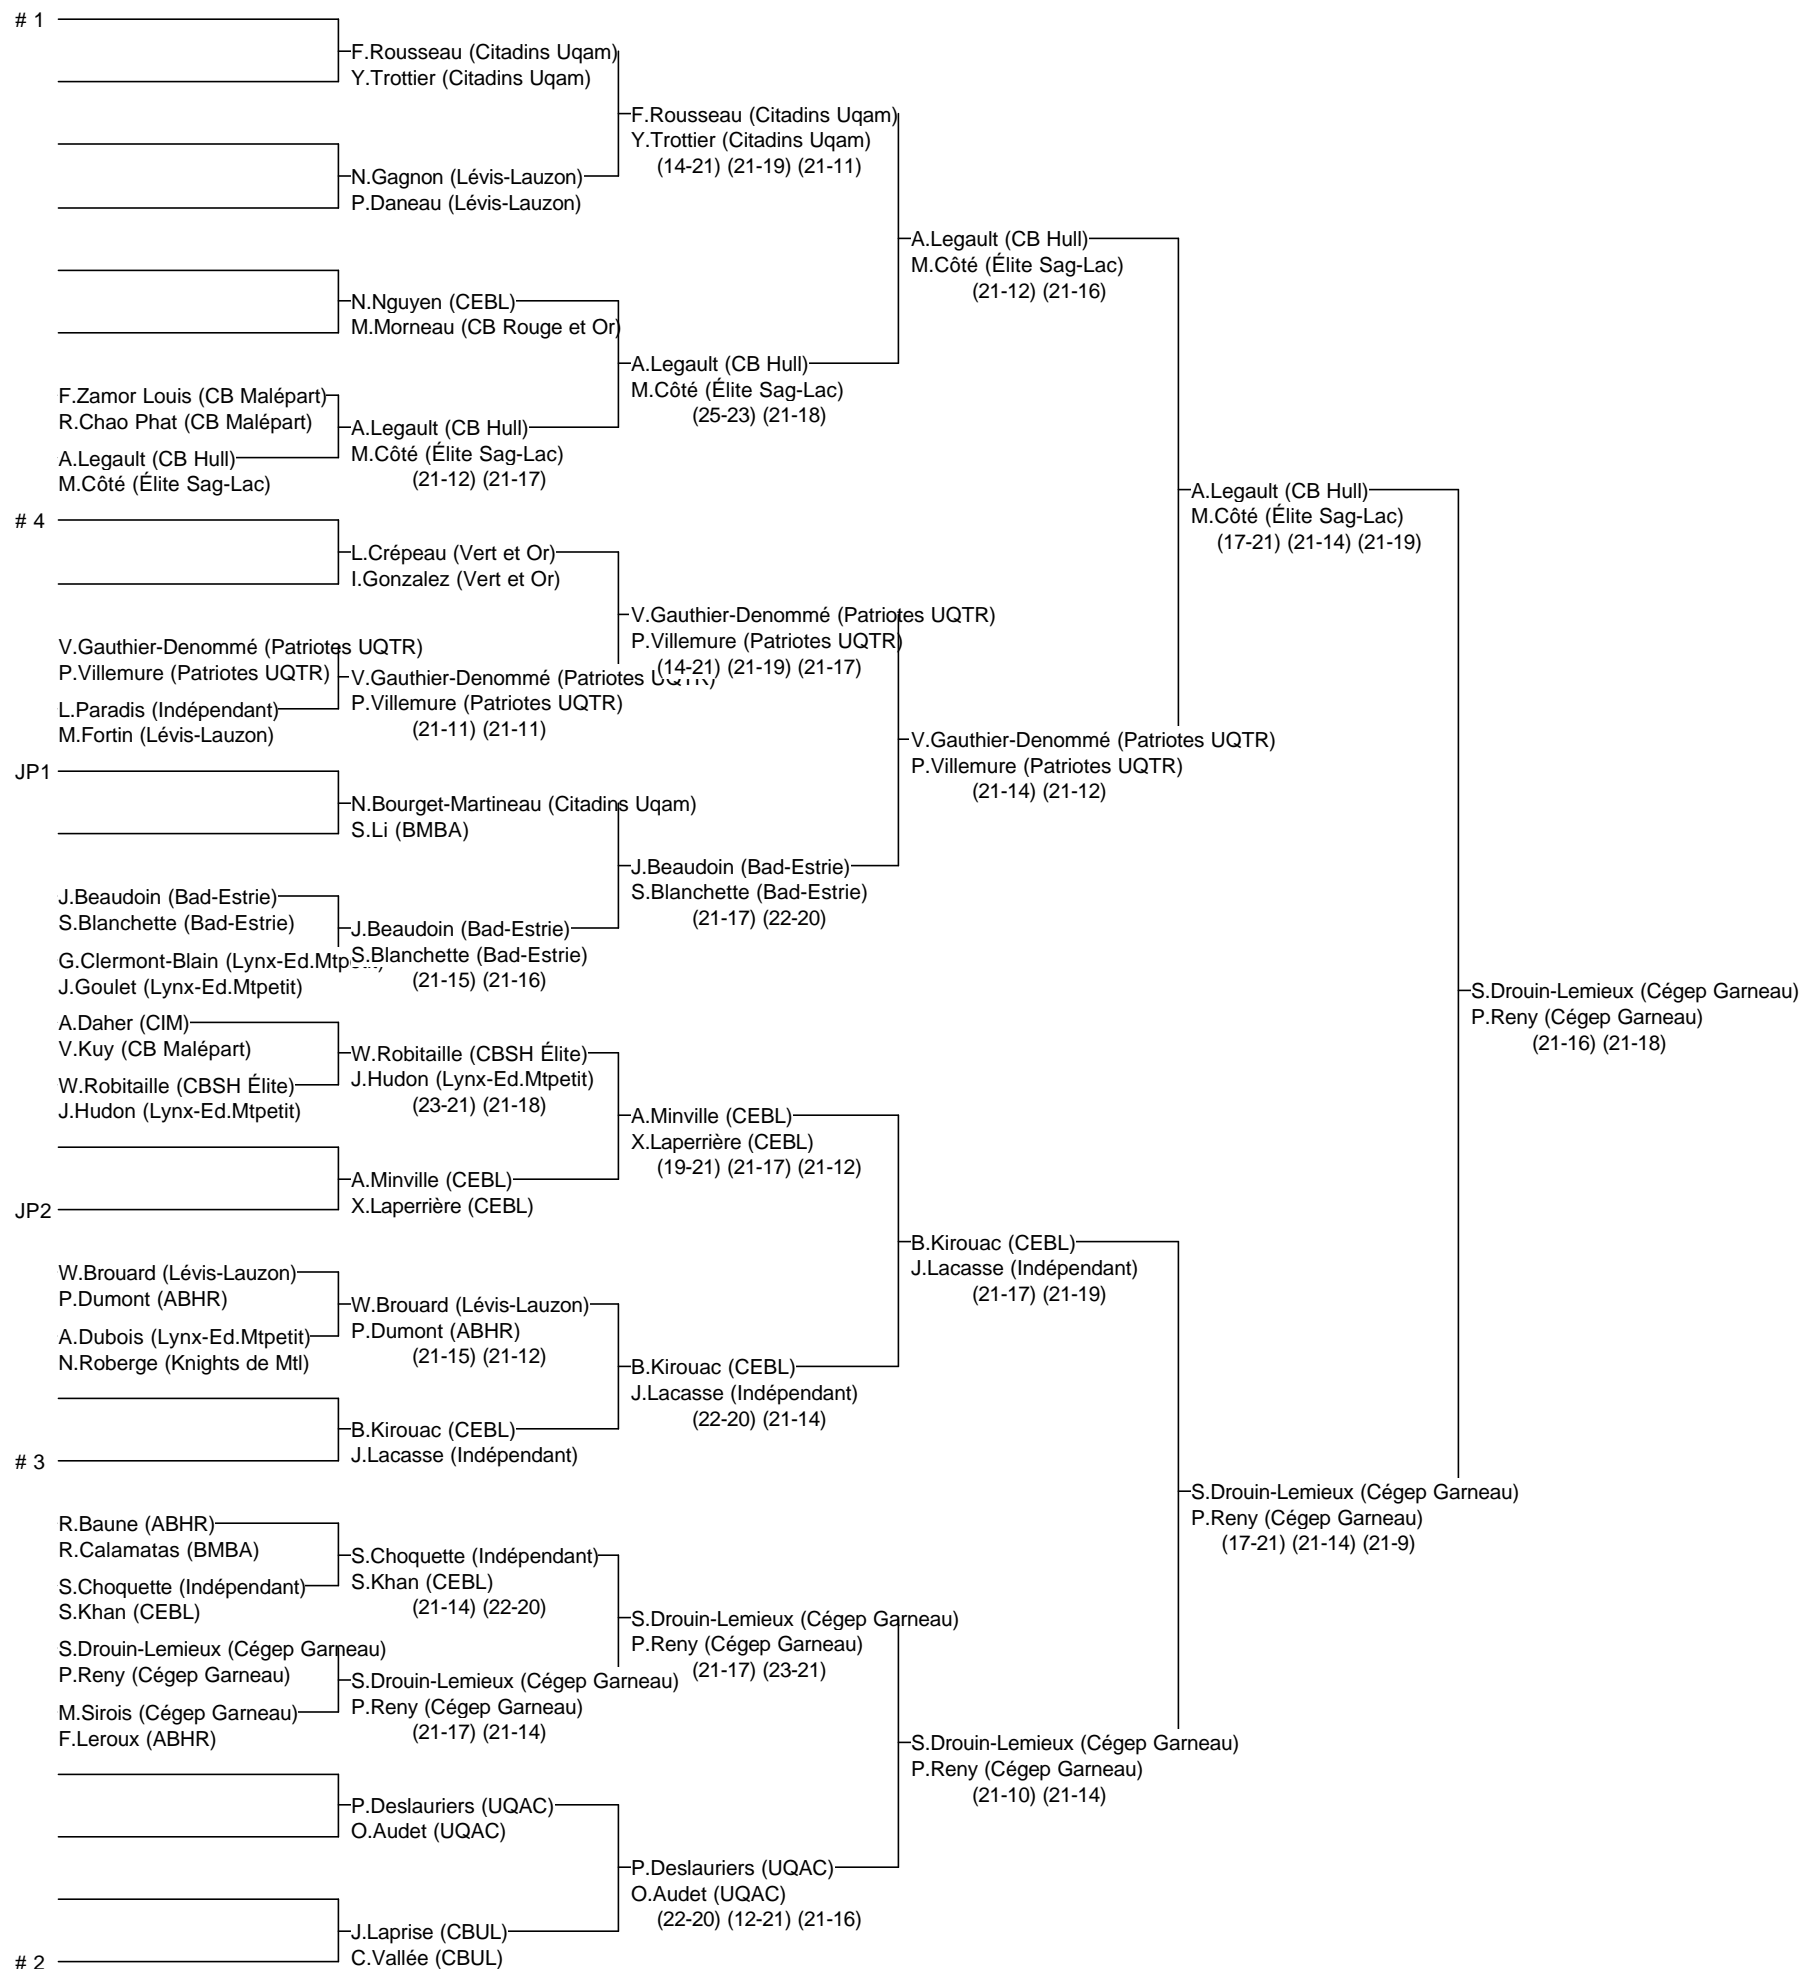 # 1
F.Rousseau (Citadins Uqam)
Y.Trottier (Citadins Uqam)
F.Rousseau (Citadins Uqam)
Y.Trottier (Citadins Uqam)
(14-21) (21-19) (21-11)
N.Gagnon (Lévis-Lauzon)
P.Daneau (Lévis-Lauzon)
A.Legault (CB Hull)
M.Côté (Élite Sag-Lac)
(21-12) (21-16)
N.Nguyen (CEBL)
M.Morneau (CB Rouge et Or)
A.Legault (CB Hull)
M.Côté (Élite Sag-Lac)
(25-23) (21-18)
F.Zamor Louis (CB Malépart)
R.Chao Phat (CB Malépart)
A.Legault (CB Hull)
M.Côté (Élite Sag-Lac)
(21-12) (21-17)
A.Legault (CB Hull)
M.Côté (Élite Sag-Lac)
A.Legault (CB Hull)
M.Côté (Élite Sag-Lac)
(17-21) (21-14) (21-19)
# 4
L.Crépeau (Vert et Or)
I.Gonzalez (Vert et Or)
V.Gauthier-Denommé (Patriotes UQTR)
P.Villemure (Patriotes UQTR)
(14-21) (21-19) (21-17)
V.Gauthier-Denommé (Patriotes UQTR)
P.Villemure (Patriotes UQTR)
V.Gauthier-Denommé (Patriotes UQTR)
P.Villemure (Patriotes UQTR)
(21-11) (21-11)
L.Paradis (Indépendant)
M.Fortin (Lévis-Lauzon)
V.Gauthier-Denommé (Patriotes UQTR)
P.Villemure (Patriotes UQTR)
(21-14) (21-12)
JP1
N.Bourget-Martineau (Citadins Uqam)
S.Li (BMBA)
J.Beaudoin (Bad-Estrie)
S.Blanchette (Bad-Estrie)
(21-17) (22-20)
J.Beaudoin (Bad-Estrie)
S.Blanchette (Bad-Estrie)
J.Beaudoin (Bad-Estrie)
S.Blanchette (Bad-Estrie)
(21-15) (21-16)
G.Clermont-Blain (Lynx-Ed.Mtpetit)
J.Goulet (Lynx-Ed.Mtpetit)
S.Drouin-Lemieux (Cégep Garneau)
P.Reny (Cégep Garneau)
(21-16) (21-18)
A.Daher (CIM)
V.Kuy (CB Malépart)
W.Robitaille (CBSH Élite)
J.Hudon (Lynx-Ed.Mtpetit)
(23-21) (21-18)
W.Robitaille (CBSH Élite)
J.Hudon (Lynx-Ed.Mtpetit)
A.Minville (CEBL)
X.Laperrière (CEBL)
(19-21) (21-17) (21-12)
A.Minville (CEBL)
X.Laperrière (CEBL)
JP2
B.Kirouac (CEBL)
J.Lacasse (Indépendant)
(21-17) (21-19)
W.Brouard (Lévis-Lauzon)
P.Dumont (ABHR)
W.Brouard (Lévis-Lauzon)
P.Dumont (ABHR)
(21-15) (21-12)
A.Dubois (Lynx-Ed.Mtpetit)
N.Roberge (Knights de Mtl)
B.Kirouac (CEBL)
J.Lacasse (Indépendant)
(22-20) (21-14)
B.Kirouac (CEBL)
J.Lacasse (Indépendant)
# 3
S.Drouin-Lemieux (Cégep Garneau)
P.Reny (Cégep Garneau)
(17-21) (21-14) (21-9)
R.Baune (ABHR)
R.Calamatas (BMBA)
S.Choquette (Indépendant)
S.Khan (CEBL)
(21-14) (22-20)
S.Choquette (Indépendant)
S.Khan (CEBL)
S.Drouin-Lemieux (Cégep Garneau)
P.Reny (Cégep Garneau)
(21-17) (23-21)
S.Drouin-Lemieux (Cégep Garneau)
P.Reny (Cégep Garneau)
S.Drouin-Lemieux (Cégep Garneau)
P.Reny (Cégep Garneau)
(21-17) (21-14)
M.Sirois (Cégep Garneau)
F.Leroux (ABHR)
S.Drouin-Lemieux (Cégep Garneau)
P.Reny (Cégep Garneau)
(21-10) (21-14)
P.Deslauriers (UQAC)
O.Audet (UQAC)
P.Deslauriers (UQAC)
O.Audet (UQAC)
(22-20) (12-21) (21-16)
J.Laprise (CBUL)
C.Vallée (CBUL)
# 2